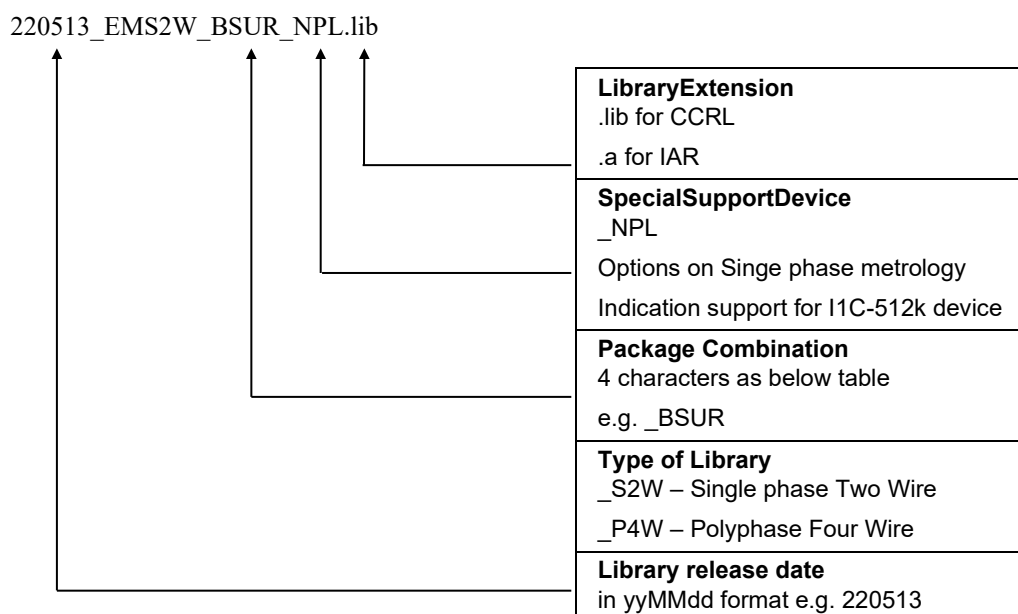 220513_EMS2W_BSUR_NPL.lib
LibraryExtension
.lib for CCRL
.a for IAR
SpecialSupportDevice
_NPL
Options on Singe phase metrology
Indication support for I1C-512k device
Package Combination
4 characters as below table
e.g. _BSUR
Type of Library
_S2W – Single phase Two Wire
_P4W – Polyphase Four Wire
Library release date
in yyMMdd format e.g. 220513